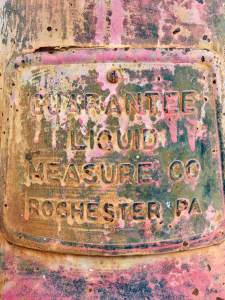 GUARANTEE
LIQUID
MEASURE CO
ROCHESTER PA